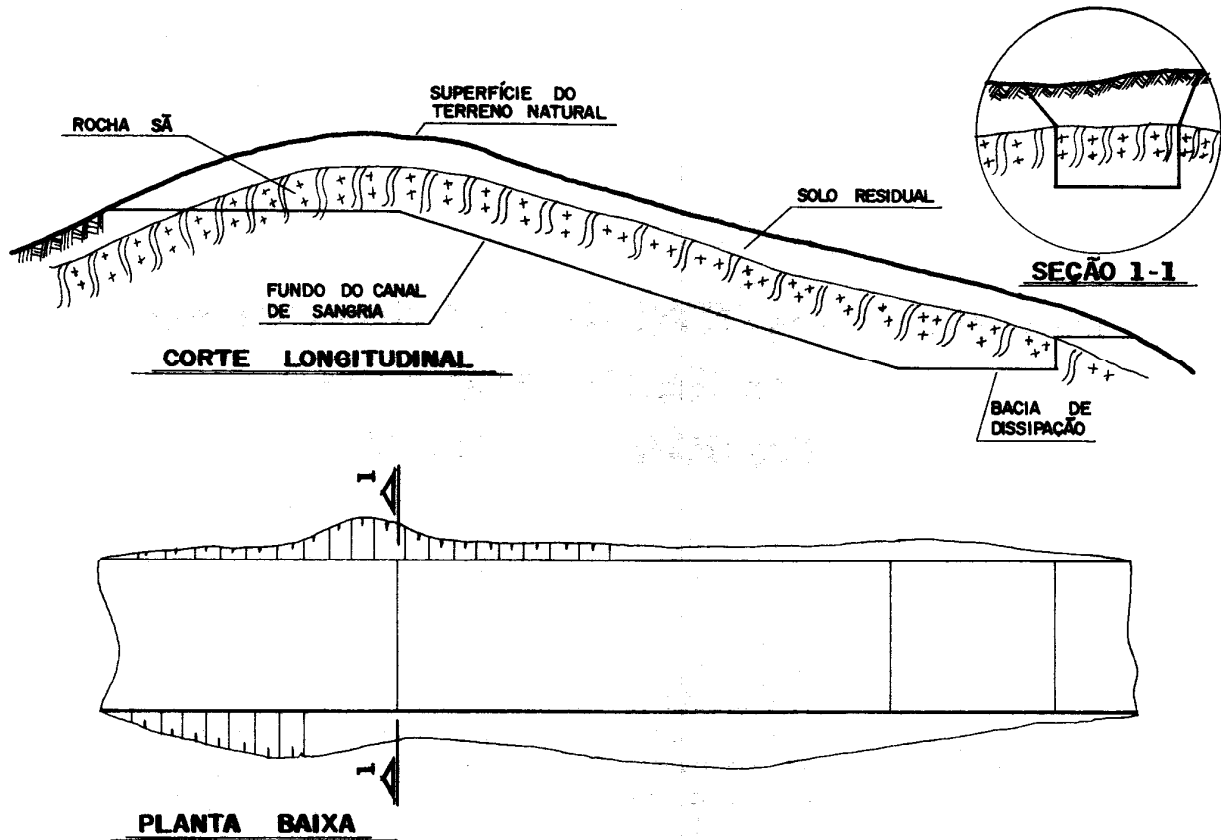 SUPERFÍCIE DO
TERRENO NATURAL
ROCHA SÃ
SOLO RESIDUAL
SEÇÃO 1-1
FUNDO DO CANAL
DE SANGRIA
CORTE LONGITUDINAL
BACIA DE
DISSIPAÇÃO
1
1
PLANTA BAIXA